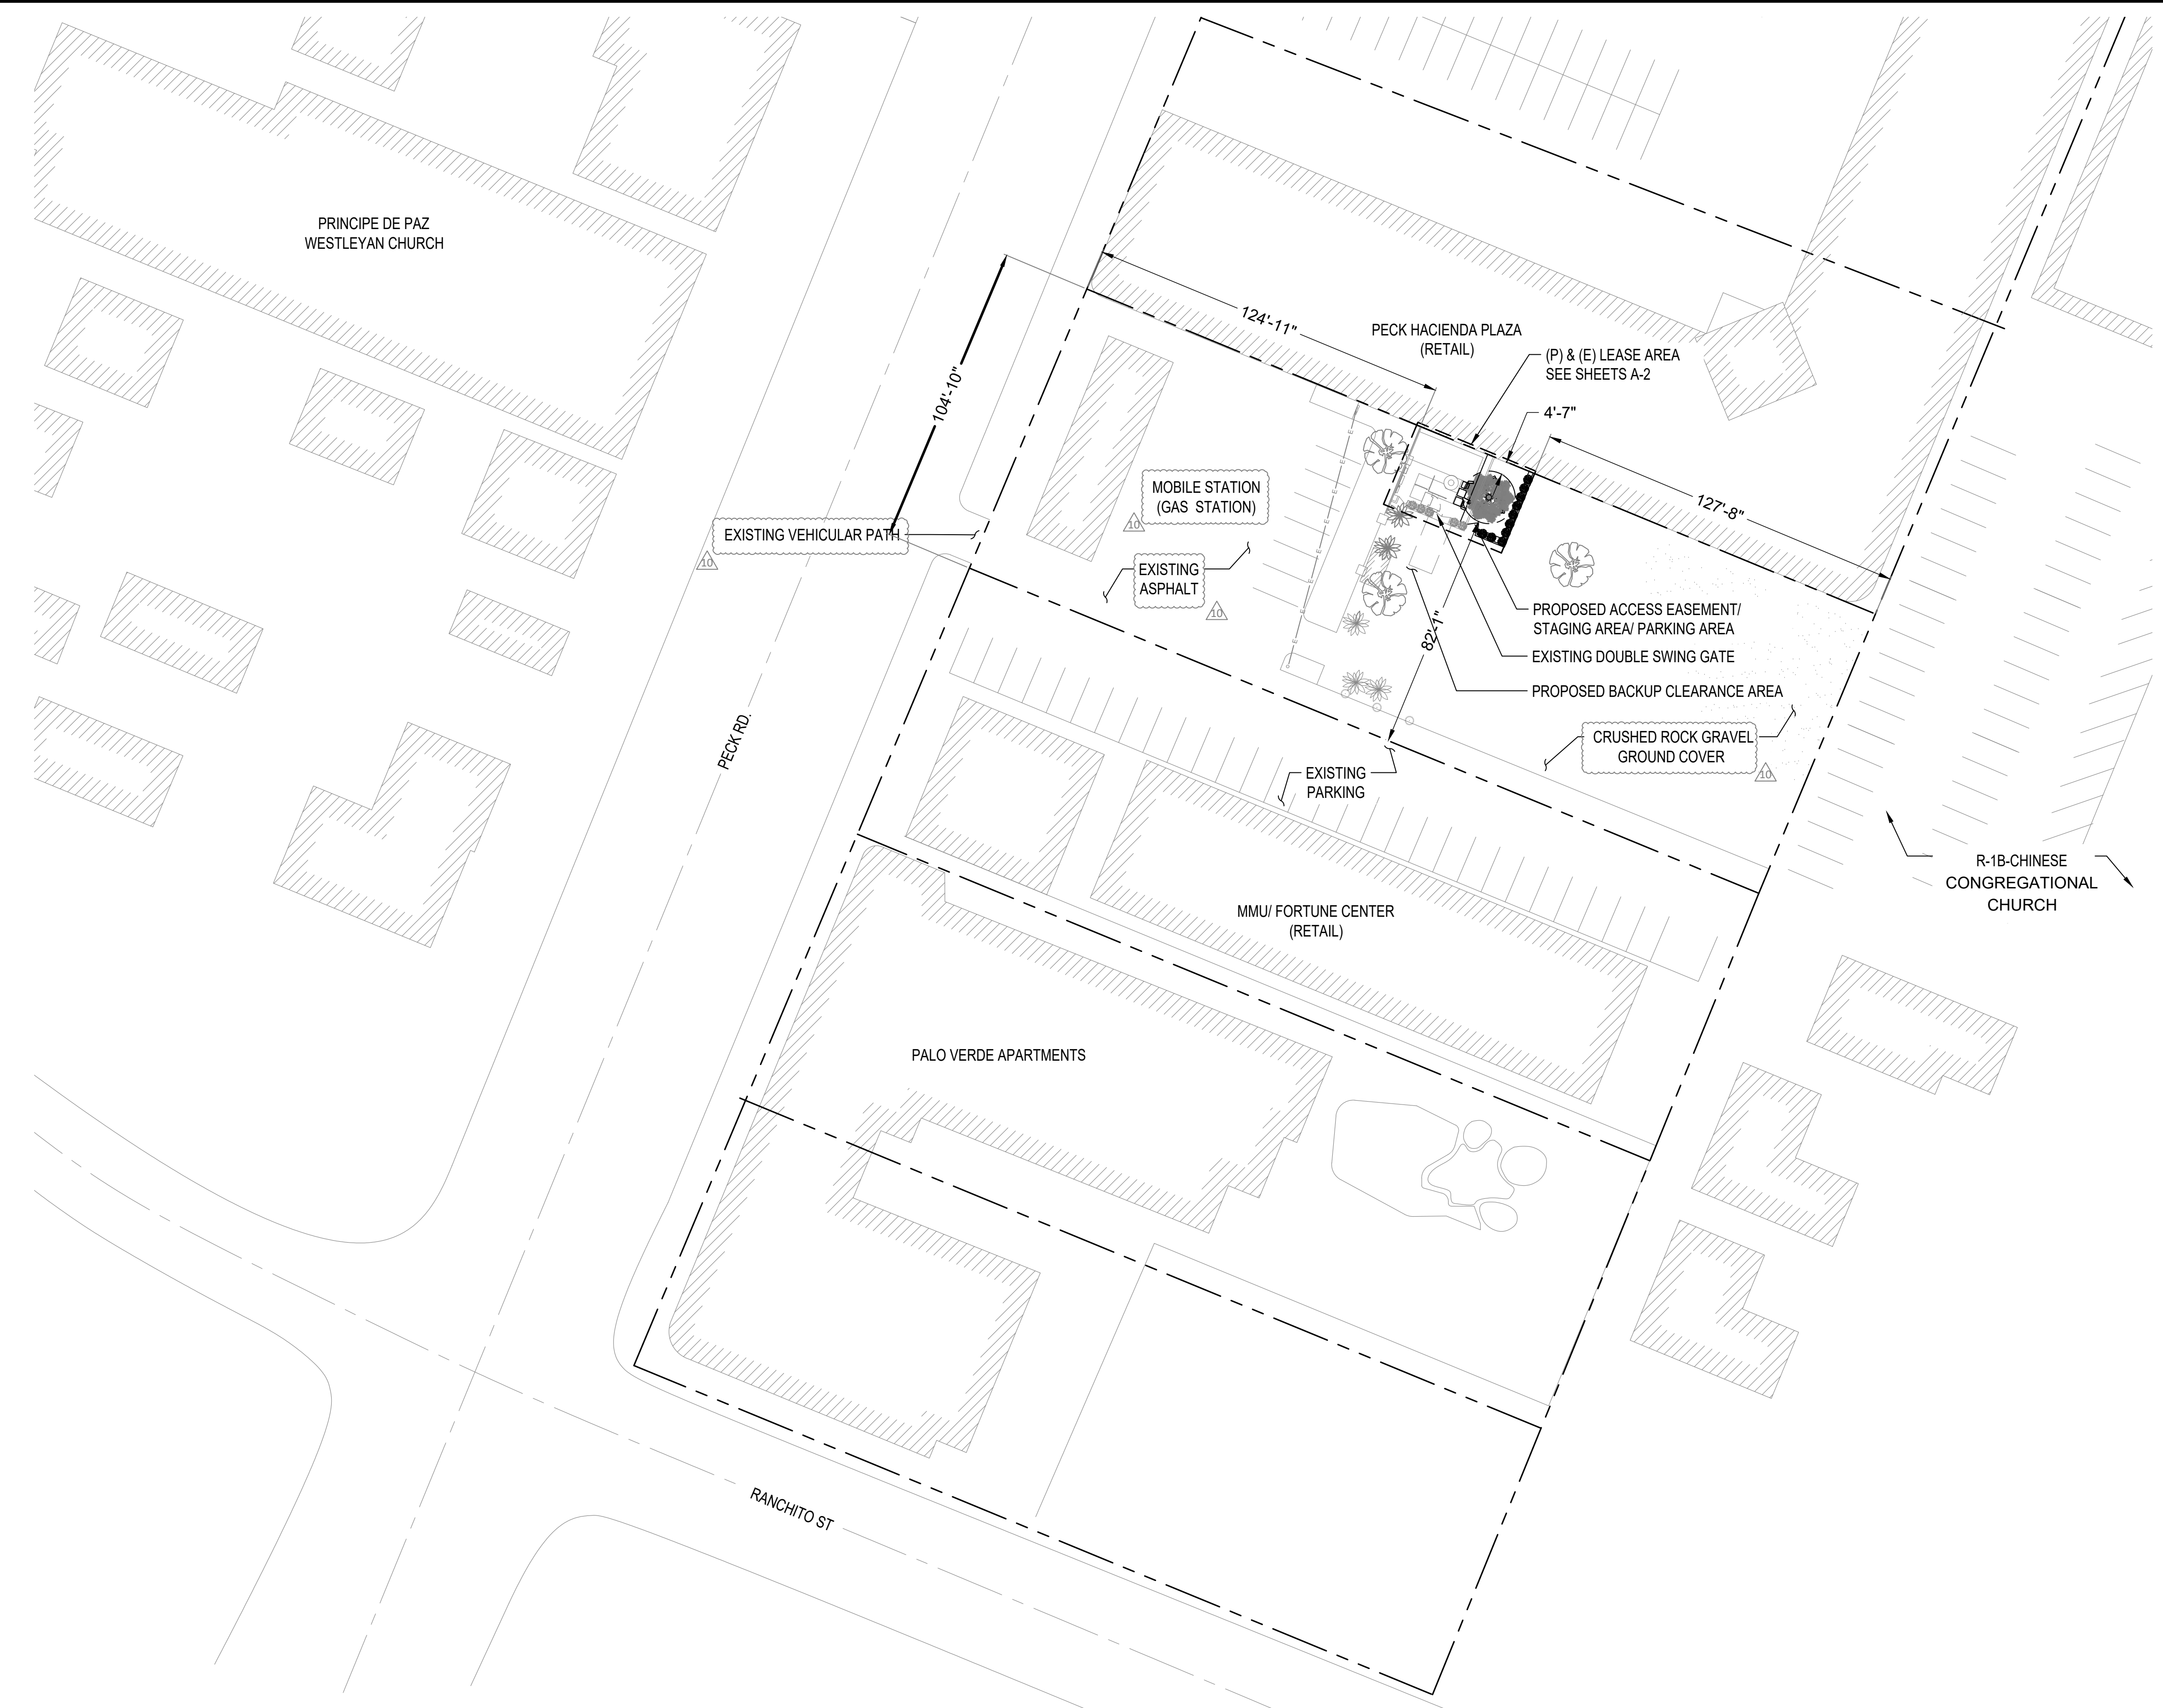 PRINCIPE DE PAZ
WESTLEYAN CHURCH
124'-11"
PECK HACIENDA PLAZA
(RETAIL)
(P) & (E) LEASE AREA
SEE SHEETS A-2
4'-7"
104'-10"
127'-8"
MOBILE STATION
(GAS STATION)
10
EXISTING VEHICULAR PATH
10
EXISTING
ASPHALT
10
E
E
E
E
E
E
E
PROPOSED ACCESS EASEMENT/
STAGING AREA/ PARKING AREA
82'-1"
EXISTING DOUBLE SWING GATE
PROPOSED BACKUP CLEARANCE AREA
PECK RD.
CRUSHED ROCK GRAVEL
GROUND COVER
10
EXISTING
PARKING
R-1B-CHINESE
CONGREGATIONAL
CHURCH
MMU/ FORTUNE CENTER
(RETAIL)
PALO VERDE APARTMENTS
RANCHITO ST